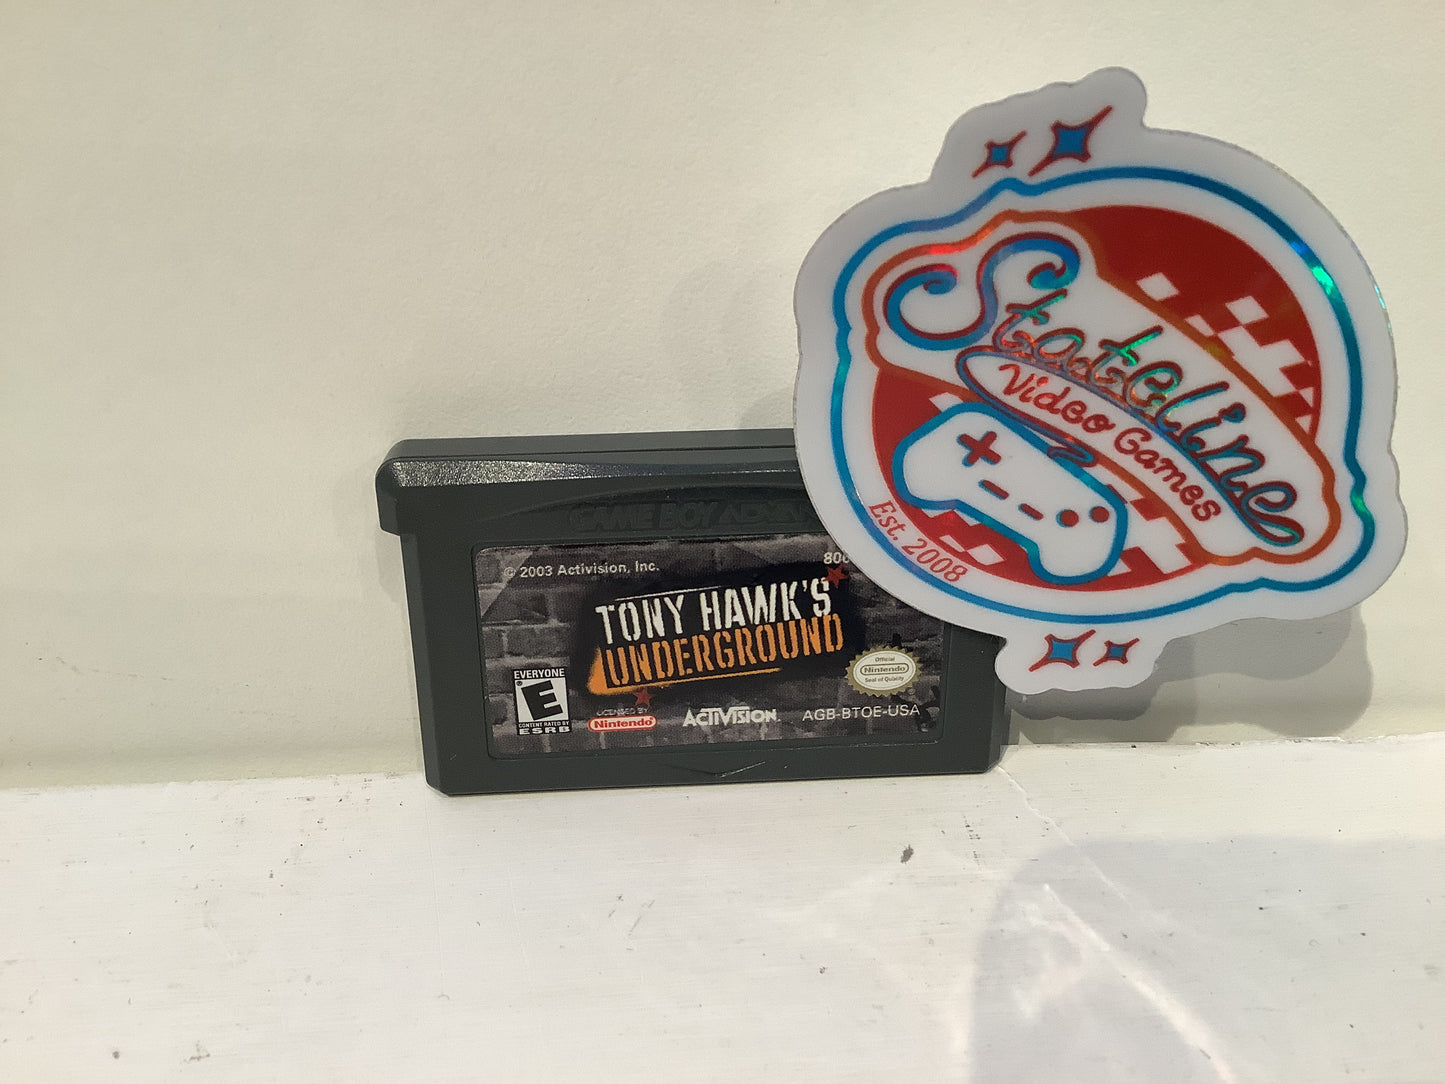 GAME BOY ADVA
© 2003 Activision, Inc.
TONY HAWK'S
UNDERGROUND
EVERYONE
E
CONTENT RATED BY
ESRB
LICENSED BY
Nintendo
ACTIVISION
Official
Nintendo
Seal of Quality
AGB-BTOE-USA
Stateline
Video Games
Est. 2008